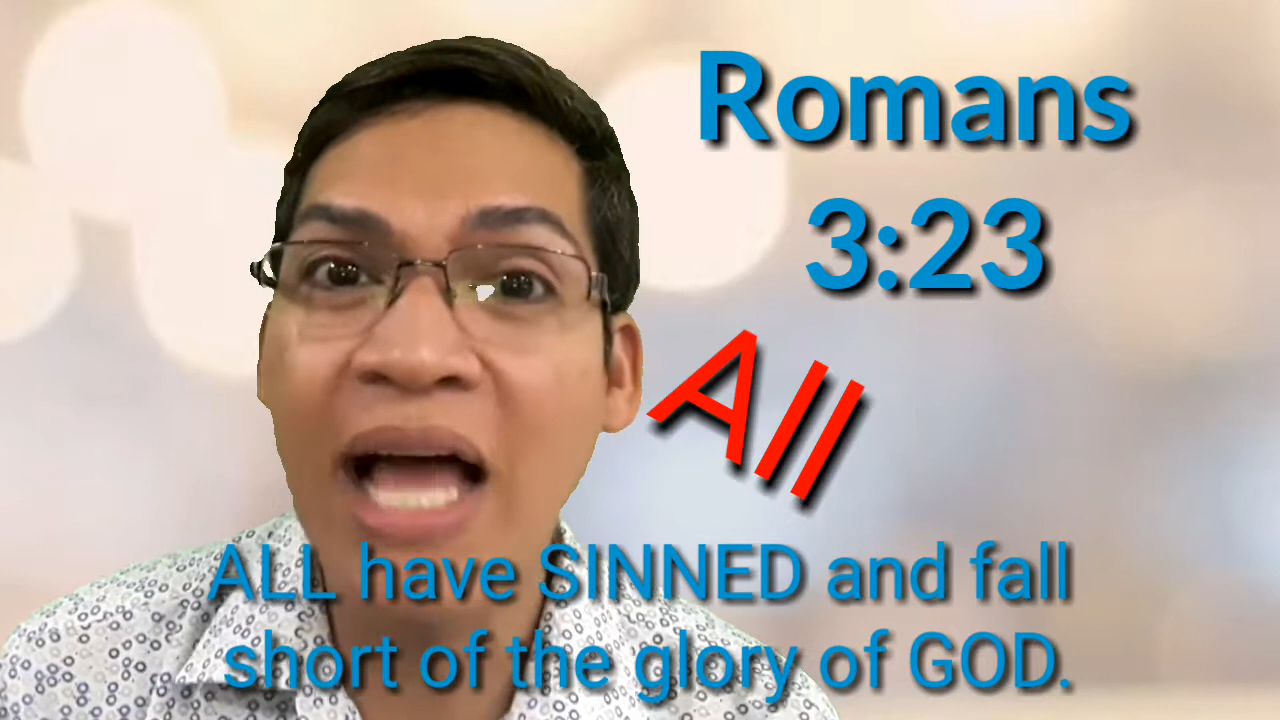 Romans
3:23
All
ALL have SINNED and fall
short of the glory of GOD.